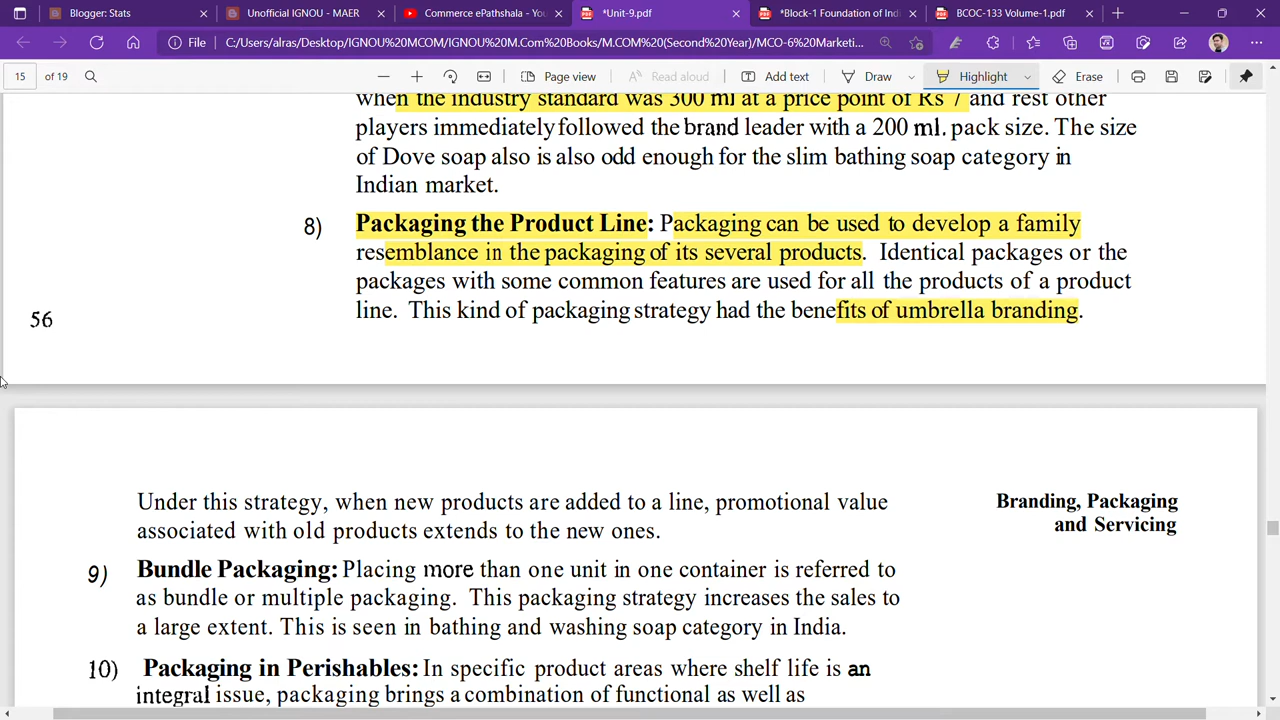 Blogger: Stats
Unofficial IGNOU - MAER
Commerce ePathshala - Yo
*Unit-9.pdf
*Block-1 Foundation of Ind
BCOC-133 Volume-1.pdf
File
C:/Users/alras/Desktop/IGNOU%20MCOM/IGNOU%20M.Com%20Books/M.COM%20(Second%20Year)/MCO-6%20Marketi...
15 of 19
Page view
Read aloud
Add text
Draw
Highlight
Erase
when the industry standard was 300 ml at a price point of Rs 7 and rest other
players immediately followed the brand leader with a 200 ml. pack size. The size
of Dove soap also is also odd enough for the slim bathing soap category in
Indian market.
8) Packaging the Product Line: Packaging can be used to develop a family
resemblance in the packaging of its several products. Identical packages or the
packages with some common features are used for all the products of a product
line. This kind of packaging strategy had the benefits of umbrella branding.
56
Under this strategy, when new products are added to a line, promotional value
associated with old products extends to the new ones.
Branding, Packaging
and Servicing
9) Bundle Packaging: Placing more than one unit in one container is referred to
as bundle or multiple packaging. This packaging strategy increases the sales to
a large extent. This is seen in bathing and washing soap category in India.
10) Packaging in Perishables: In specific product areas where shelf life is an
integral issue, packaging brings a combination of functional as well as